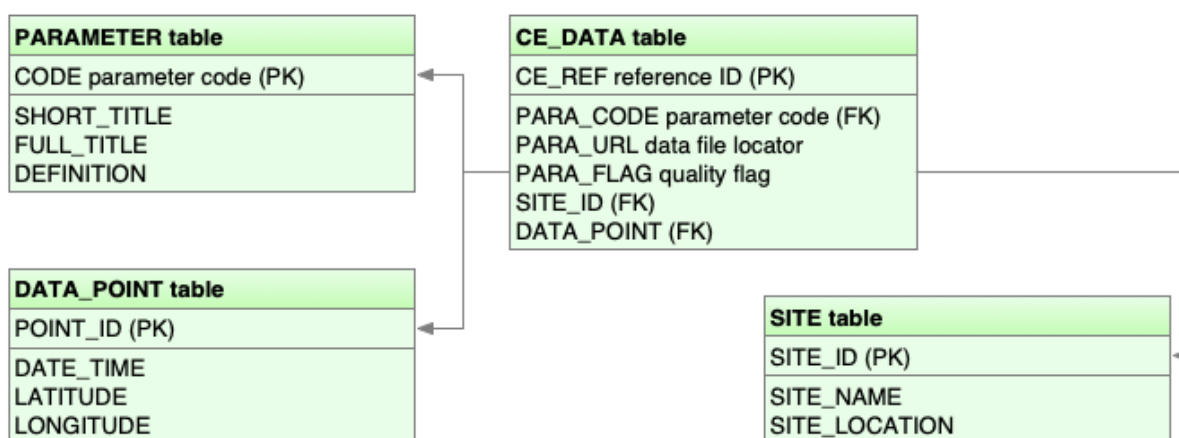 PARAMETER table
CODE parameter code (PK)
SHORT_TITLE
FULL_TITLE
DEFINITION
CE_DATA table
CE_REF reference ID (PK)
PARA_CODE parameter code (FK)
PARA_URL data file locator
PARA_FLAG quality flag
SITE_ID (FK)
DATA_POINT (FK)
DATA_POINT table
POINT_ID (PK)
DATE_TIME
LATITUDE
LONGITUDE
SITE table
SITE_ID (PK)
SITE_NAME
SITE_LOCATION